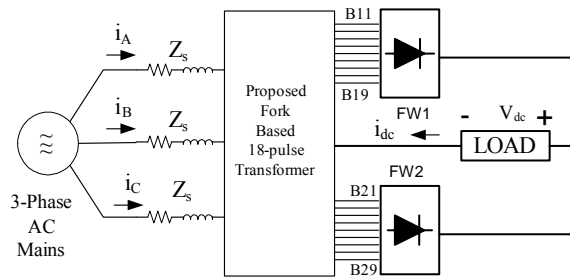 i_A
Z_s
i_B
Z_s
i_C
Z_s
3-Phase
AC
Mains
Proposed
Fork
Based
18-pulse
Transformer
B11
B19
FW1
i_dc
- V_dc +
LOAD
FW2
B21
B29